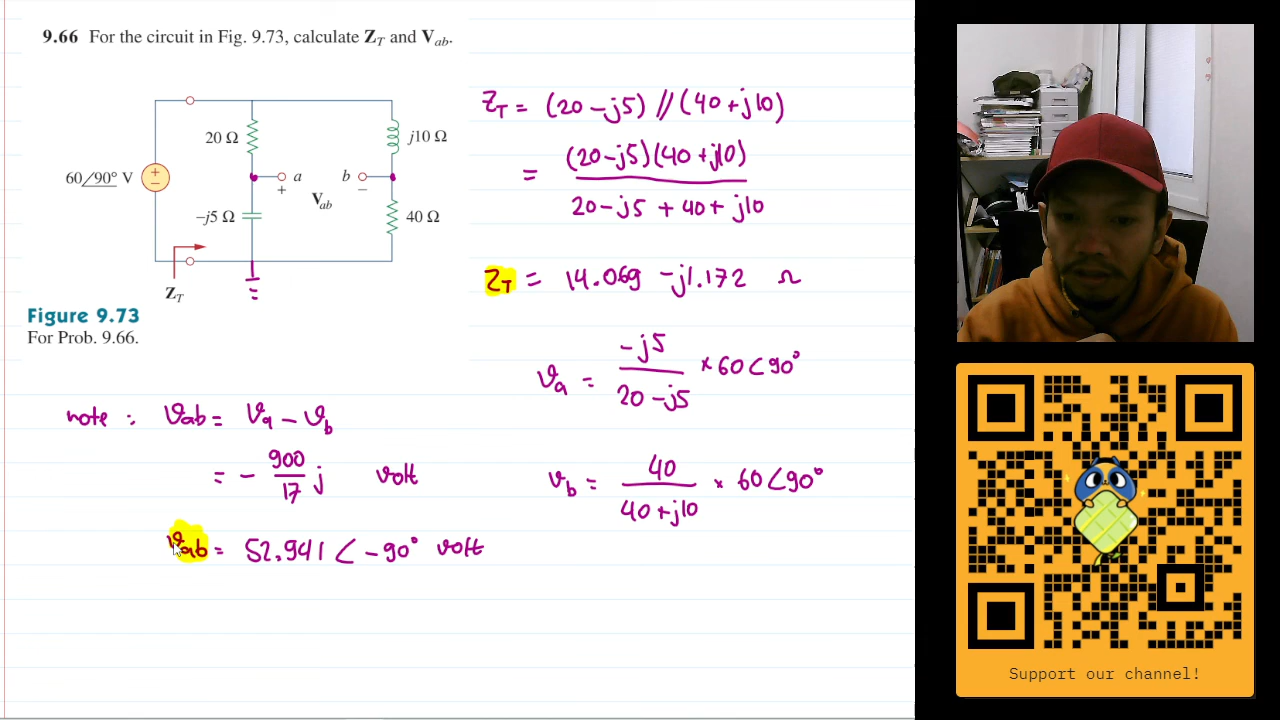 9.66 For the circuit in Fig. 9.73, calculate Z_T and V_ab.
20 Ω
j10 Ω
60/90° V
+
−
a
+
V_ab
b
−
−j5 Ω
40 Ω
Z_T
Figure 9.73
For Prob. 9.66.
Z_T = (20 -j5) // (40 +j10)
= (20-j5)(40 +j10)
20-j5 + 40 + j10
Z_T = 14.069 -j1.172 Ω
V_a = -j5 / 20 -j5 × 60 < 90°
V_b = 40 / 40 +j10 × 60 < 90°
note : V_ab = V_a - V_b
= - 900/17 j volt
V_ab = 52.941 < -90° volt
Support our channel!